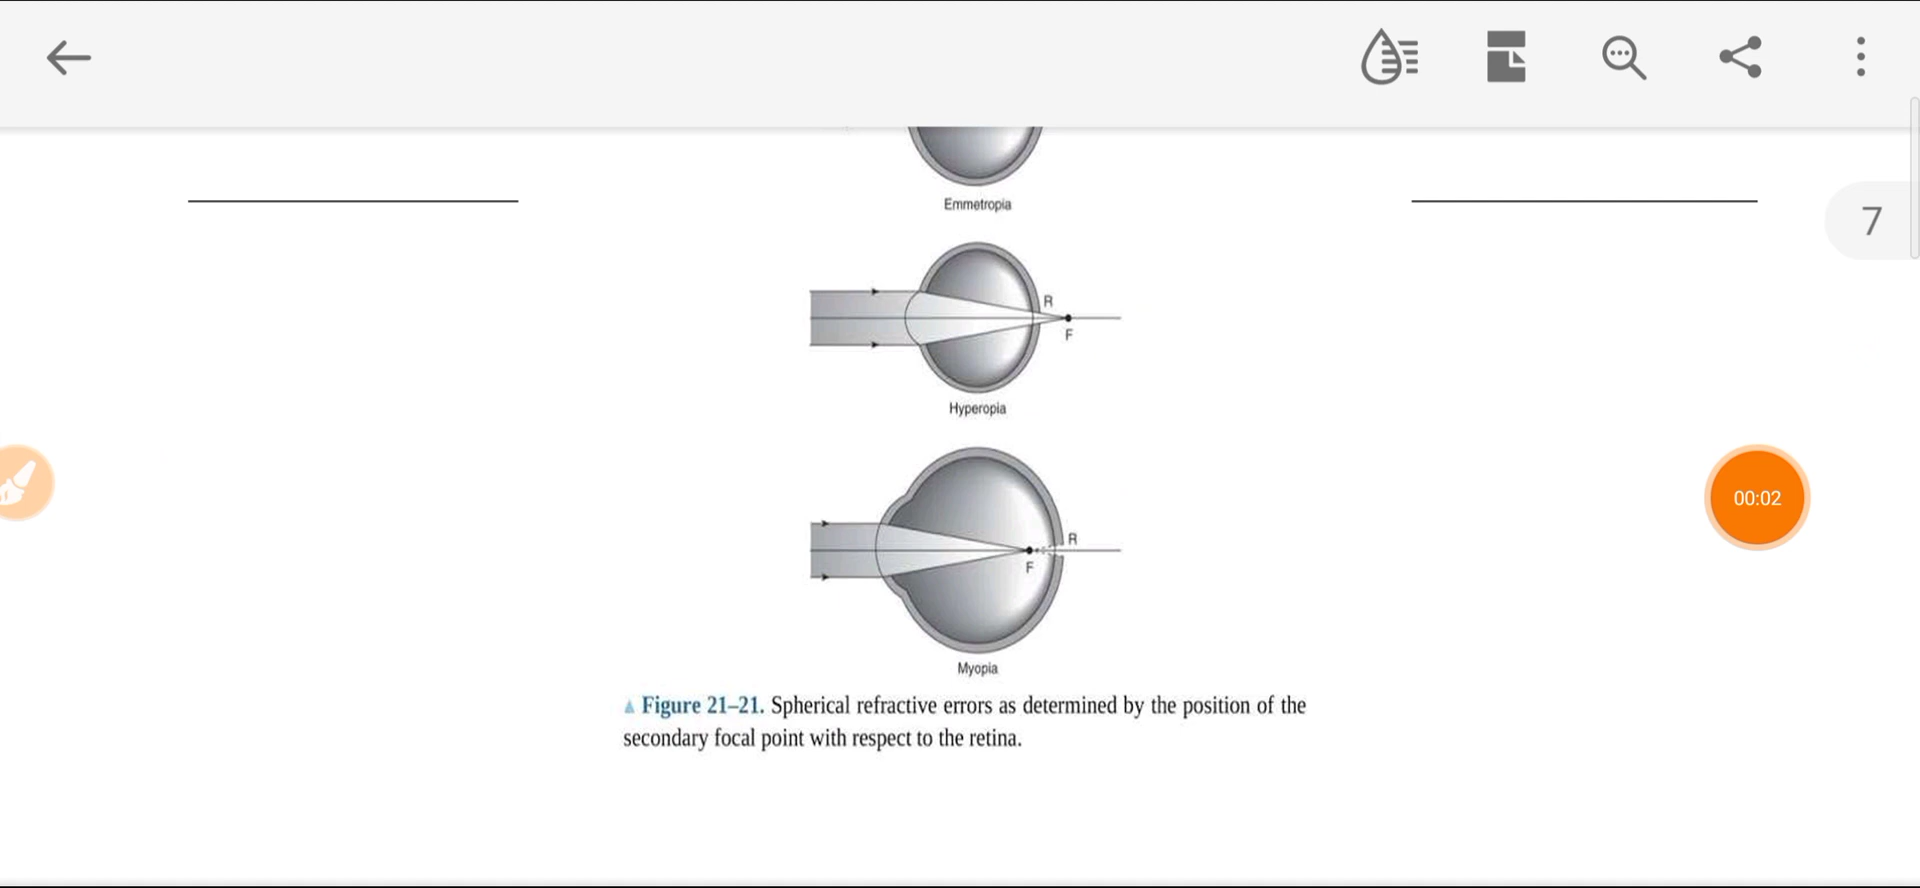 7
Emmetropia
R
F
Hyperopia
00:02
R
F
Myopia
▲ Figure 21–21. Spherical refractive errors as determined by the position of the
secondary focal point with respect to the retina.